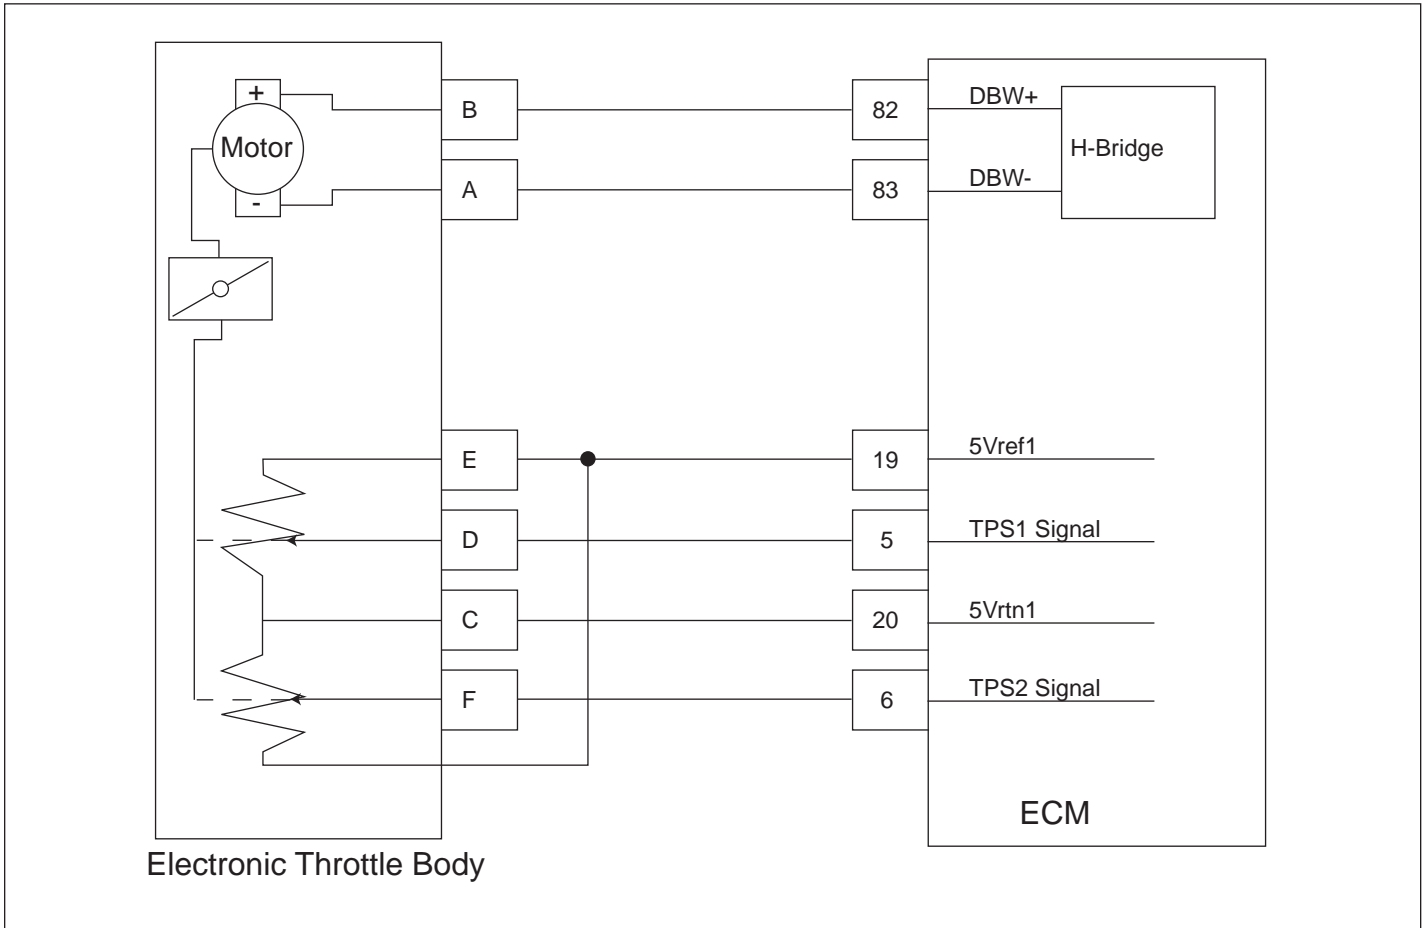 +
Motor
-
B
82
DBW+
H-Bridge
A
83
DBW-
E
19
5Vref1
D
5
TPS1 Signal
C
20
5Vrtn1
F
6
TPS2 Signal
ECM
Electronic Throttle Body